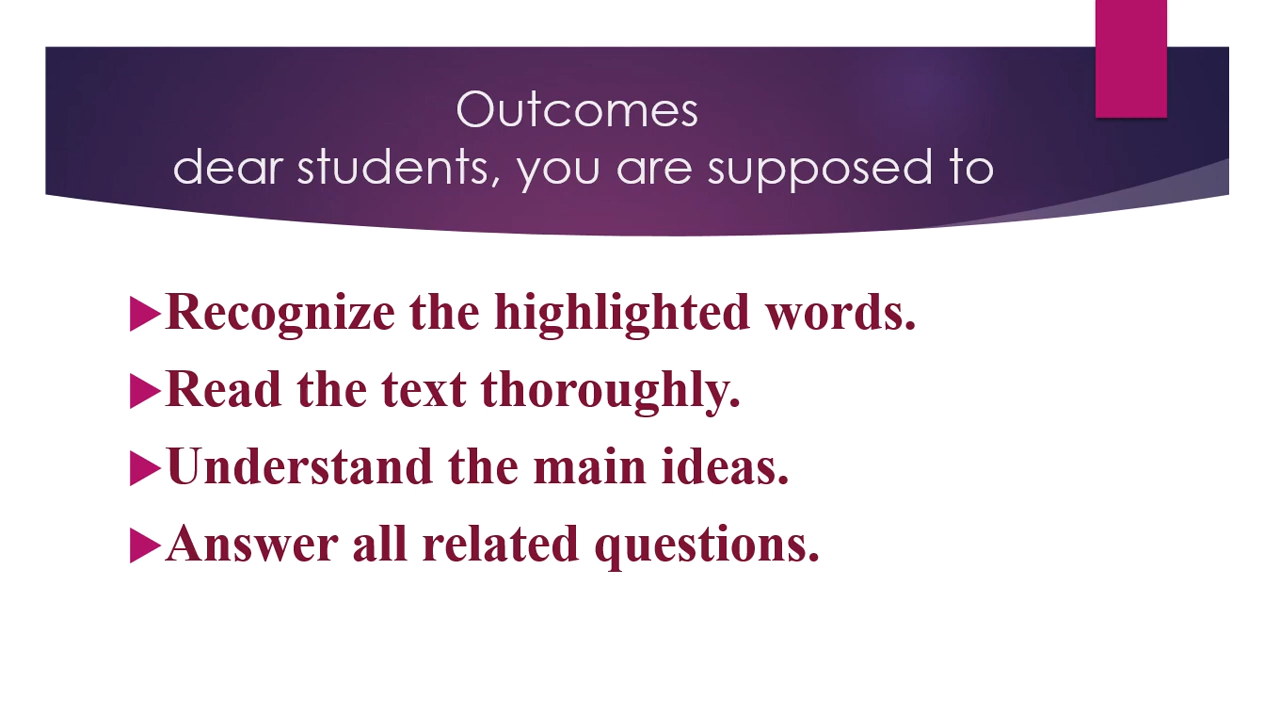 Outcomes
dear students, you are supposed to
Recognize the highlighted words.
Read the text thoroughly.
Understand the main ideas.
Answer all related questions.